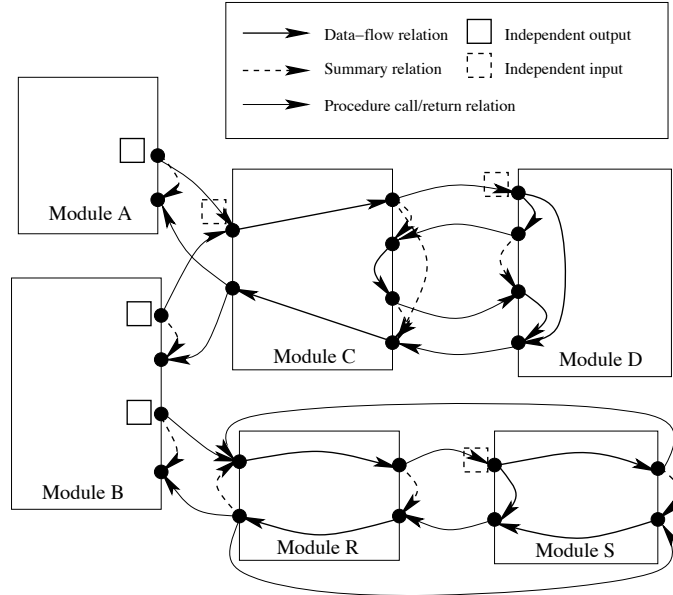 Data–flow relation
Independent output
Summary relation
Independent input
Procedure call/return relation
Module A
Module B
Module C
Module D
Module R
Module S